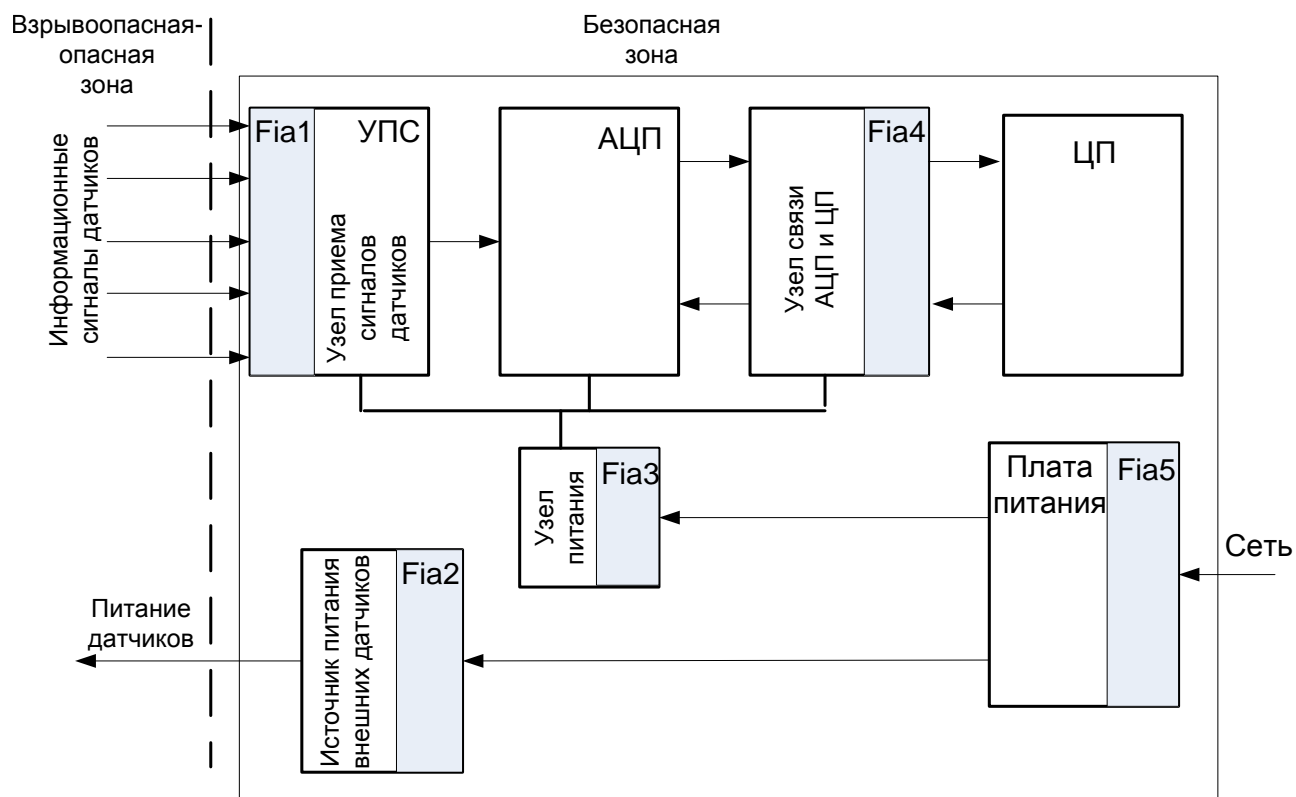 Взрывоопасная-
опасная
зона
Безопасная
зона
Информационные
сигналы датчиков
Fia1
УПС
Узел приема
сигналов
датчиков
АЦП
Fia4
Узел связи
АЦП и ЦП
ЦП
Узел
питания
Fia3
Плата
питания
Fia5
Сеть
Питание
датчиков
Источник питания
внешних датчиков
Fia2